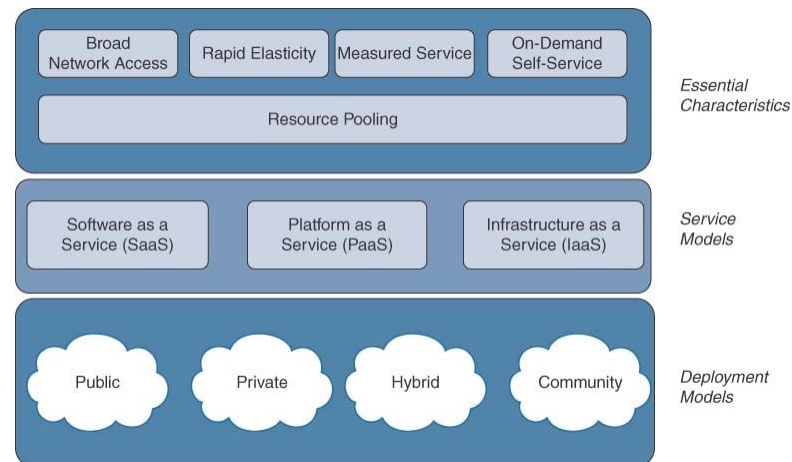 Broad
Network Access
Rapid Elasticity
Measured Service
On-Demand
Self-Service
Essential
Characteristics
Resource Pooling
Software as a
Service (SaaS)
Platform as a
Service (PaaS)
Infrastructure as a
Service (IaaS)
Service
Models
Public
Private
Hybrid
Community
Deployment
Models